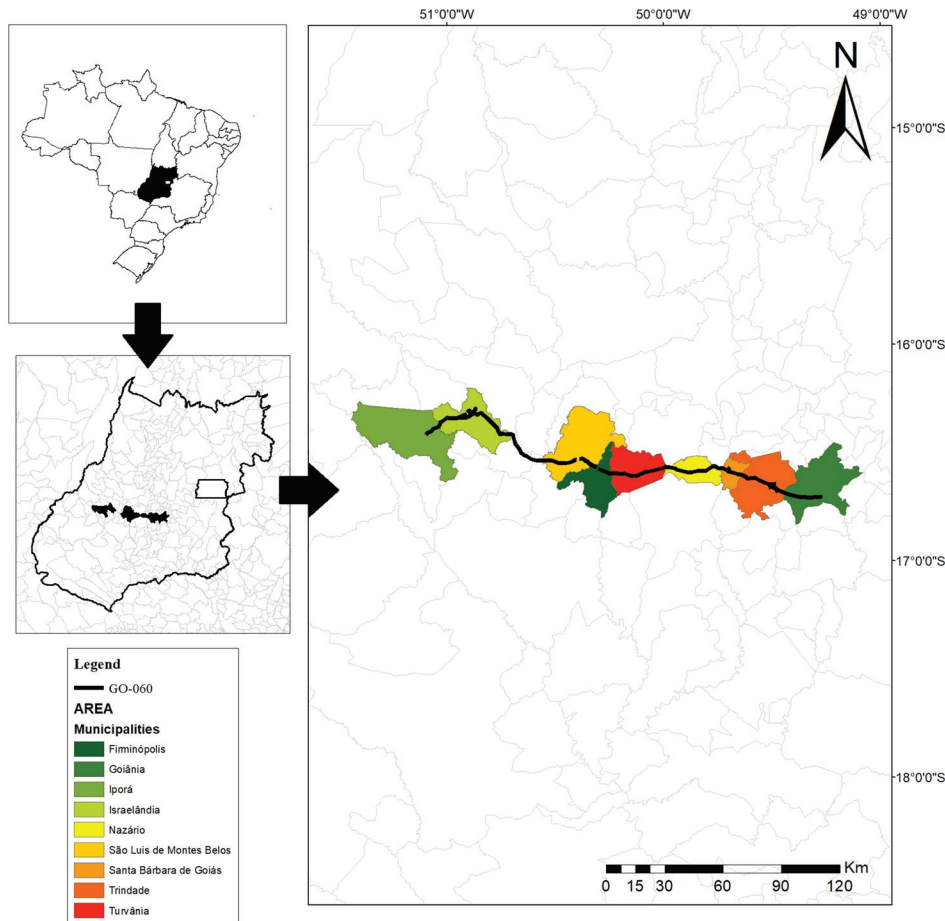 51°0'0"W 50°0'0"W 49°0'0"W
N
15°0'0"S
16°0'0"S
17°0'0"S
18°0'0"S
Km
0 15 30 60 90 120
Legend
GO-060
AREA
Municipalities
Firminópolis
Goiânia
Iporá
Israelândia
Nazário
São Luis de Montes Belos
Santa Bárbara de Goiás
Trindade
Turvânia